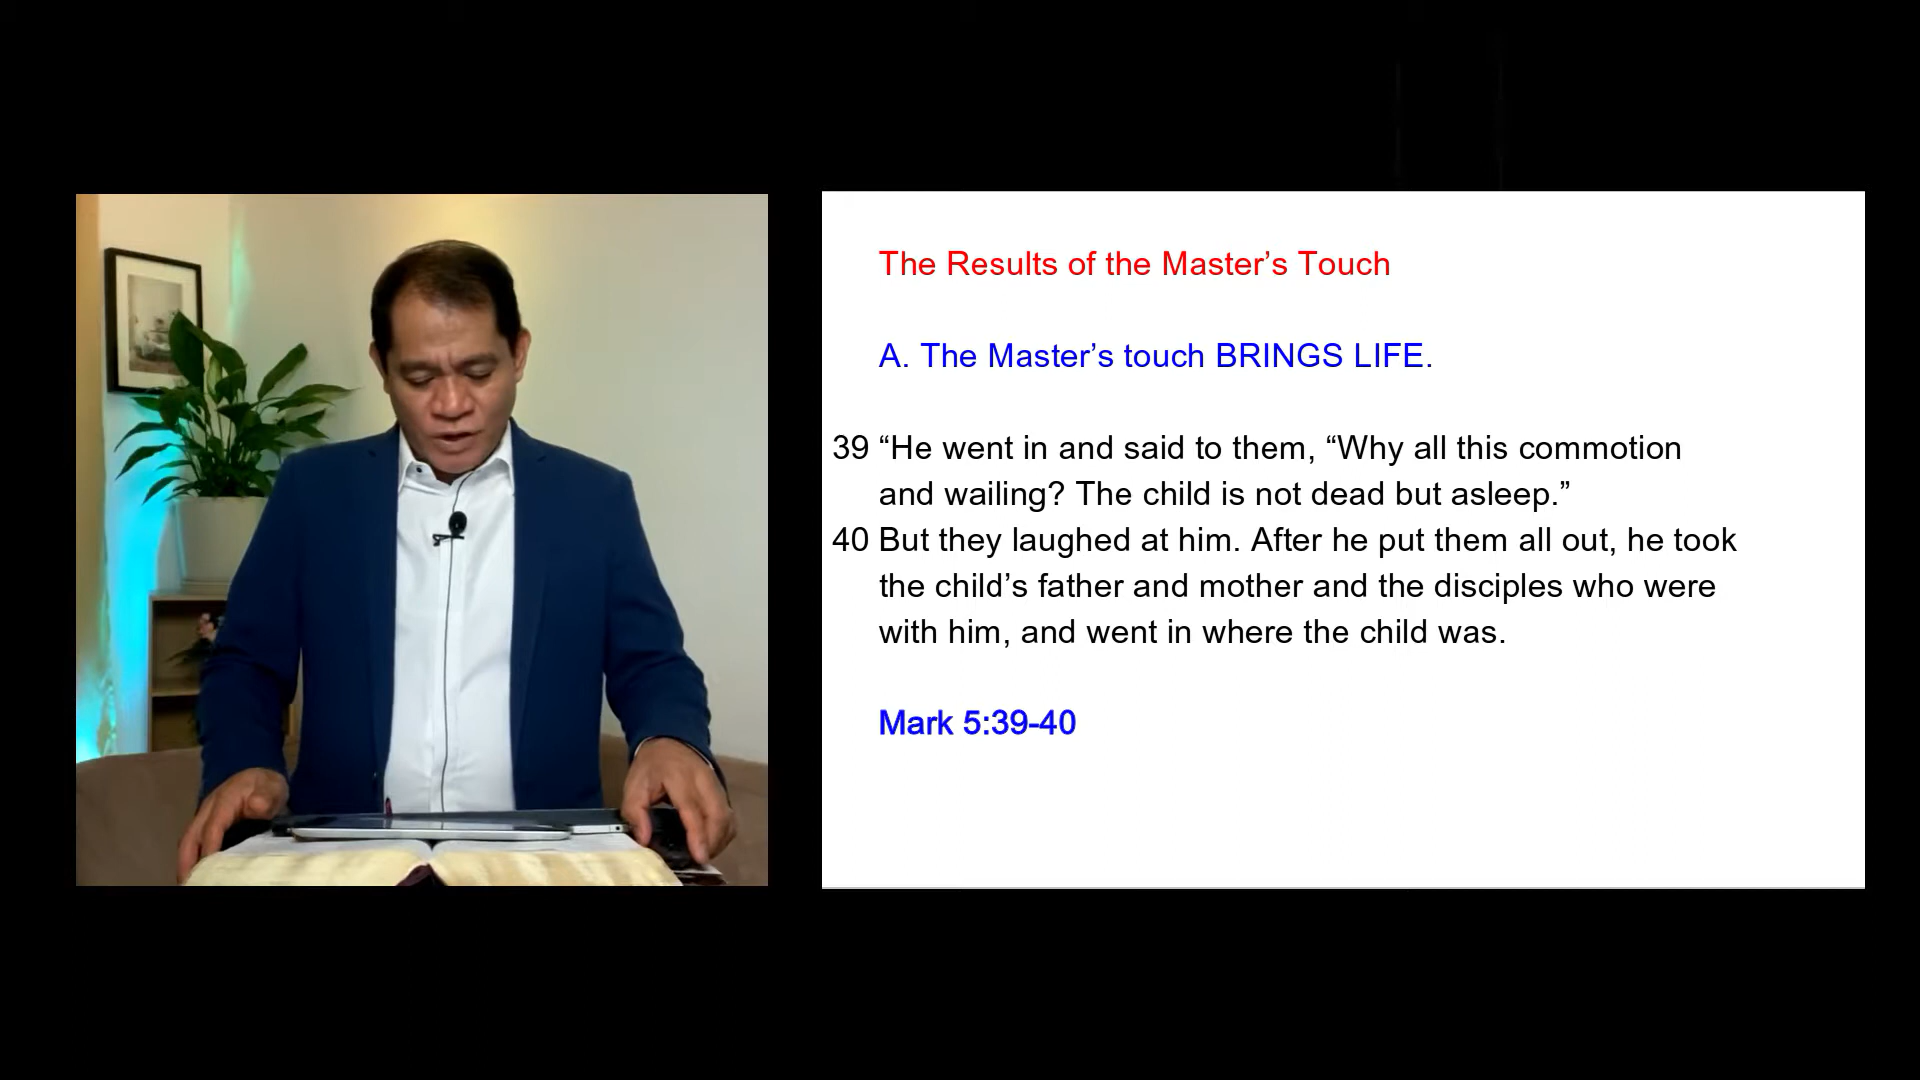 The Results of the Master’s Touch
A. The Master’s touch BRINGS LIFE.
39 “He went in and said to them, “Why all this commotion
and wailing? The child is not dead but asleep.”
40 But they laughed at him. After he put them all out, he took
the child’s father and mother and the disciples who were
with him, and went in where the child was.
Mark 5:39-40